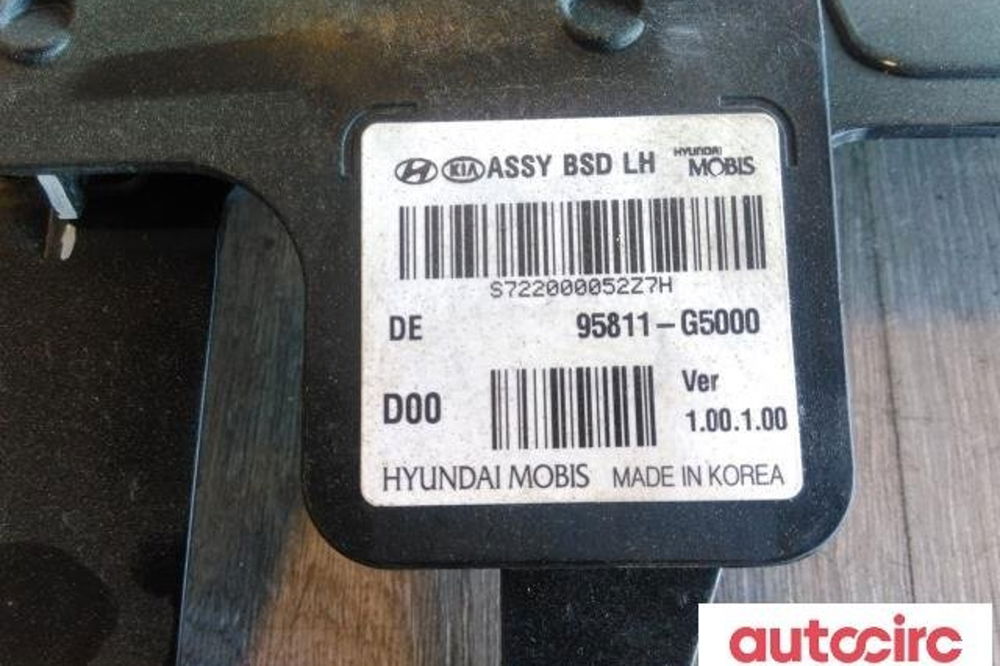 KIA ASSY BSD LH HYUNDAI MOBIS
S722000052Z7H
DE 95811-G5000
D00 Ver 1.00.1.00
HYUNDAI MOBIS MADE IN KOREA
autocirc